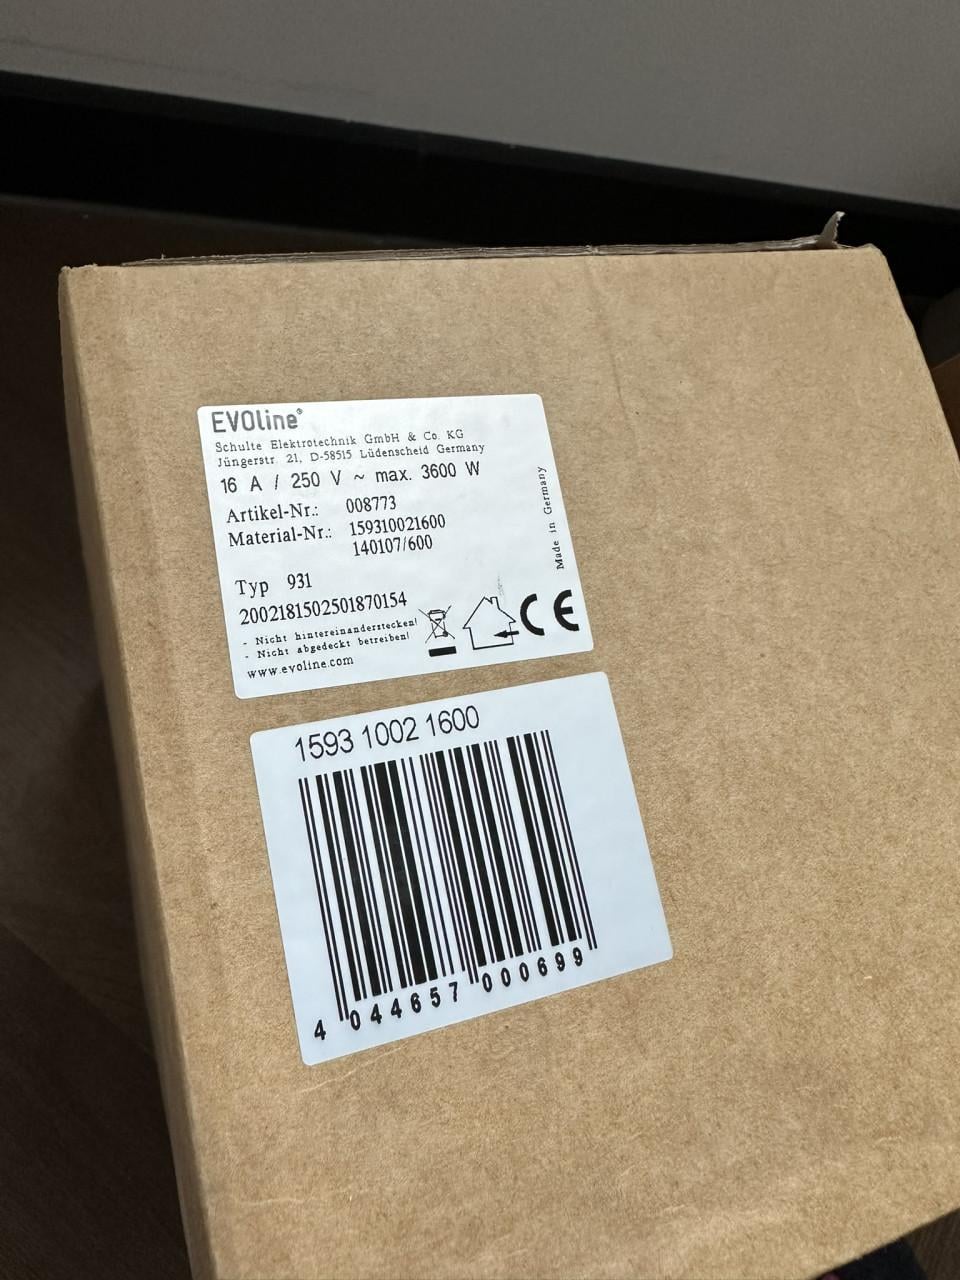 EVOline®
Schulte Elektrotechnik GmbH & Co. KG
Jüngerstr. 21, D-58515 Lüdenscheid Germany
16 A / 250 V ~ max. 3600 W
Artikel-Nr.: 008773
Material-Nr.: 159310021600
140107/600
Typ 931
2002181502501870154
- Nicht hintereinanderstecken!
- Nicht abgedeckt betreiben!
www.evoline.com
Made in Germany
CE
1593 1002 1600
4 044657 000699